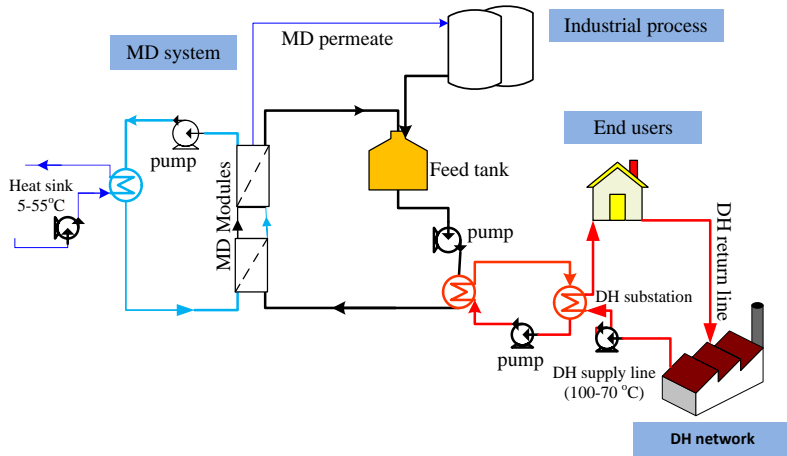 MD system
MD permeate
Industrial process
pump
End users
Feed tank
Heat sink
5-55°C
MD Modules
pump
DH return line
DH substation
pump
DH supply line
(100-70 °C)
DH network